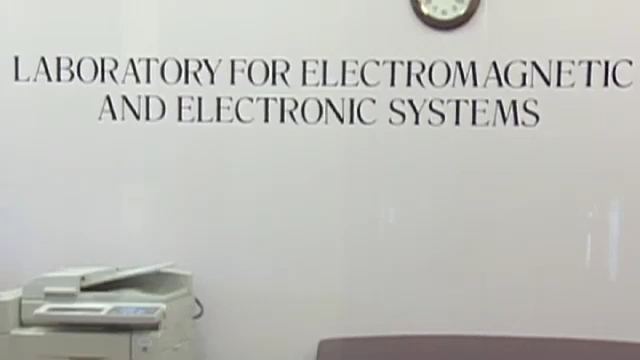 LABORATORY FOR ELECTROMAGNETIC
AND ELECTRONIC SYSTEMS